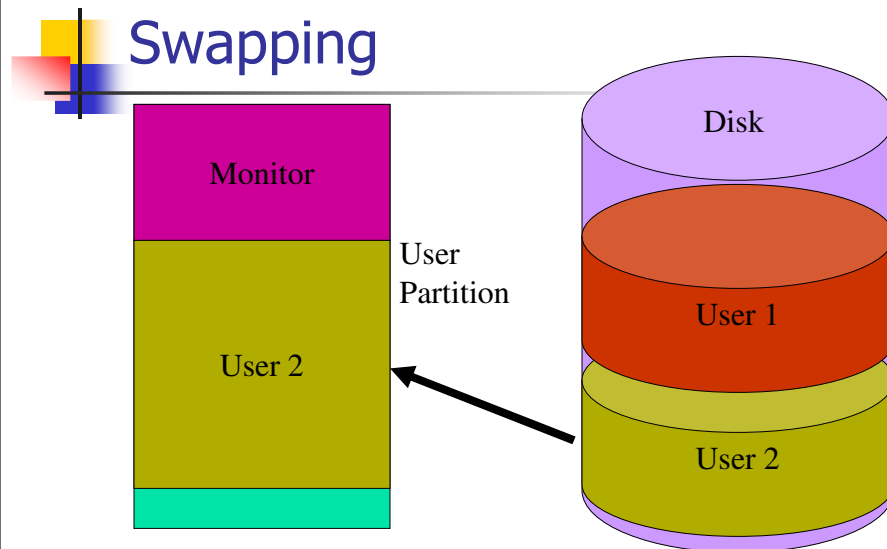 Swapping
Monitor
User
Partition
User 2
Disk
User 1
User 2